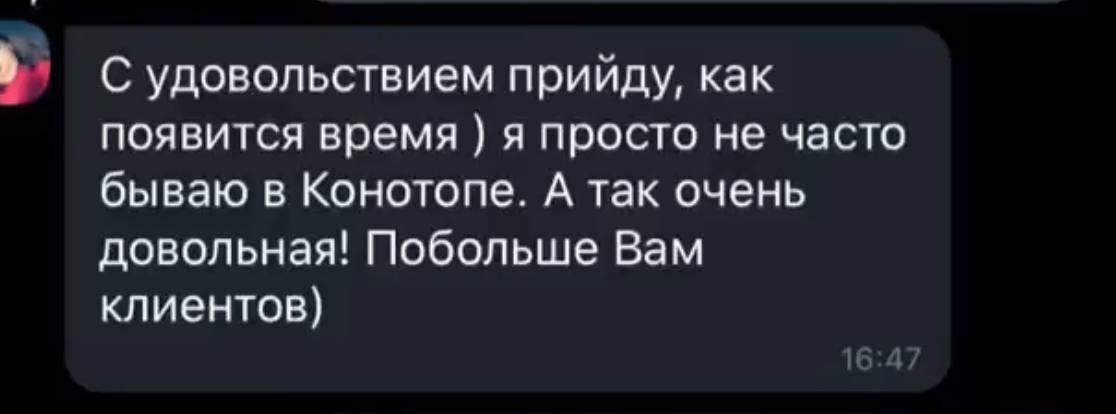 С удовольствием прийду, как
появится время ) я просто не часто
бываю в Конотопе. А так очень
довольная! Побольше Вам
клиентов)
16:47